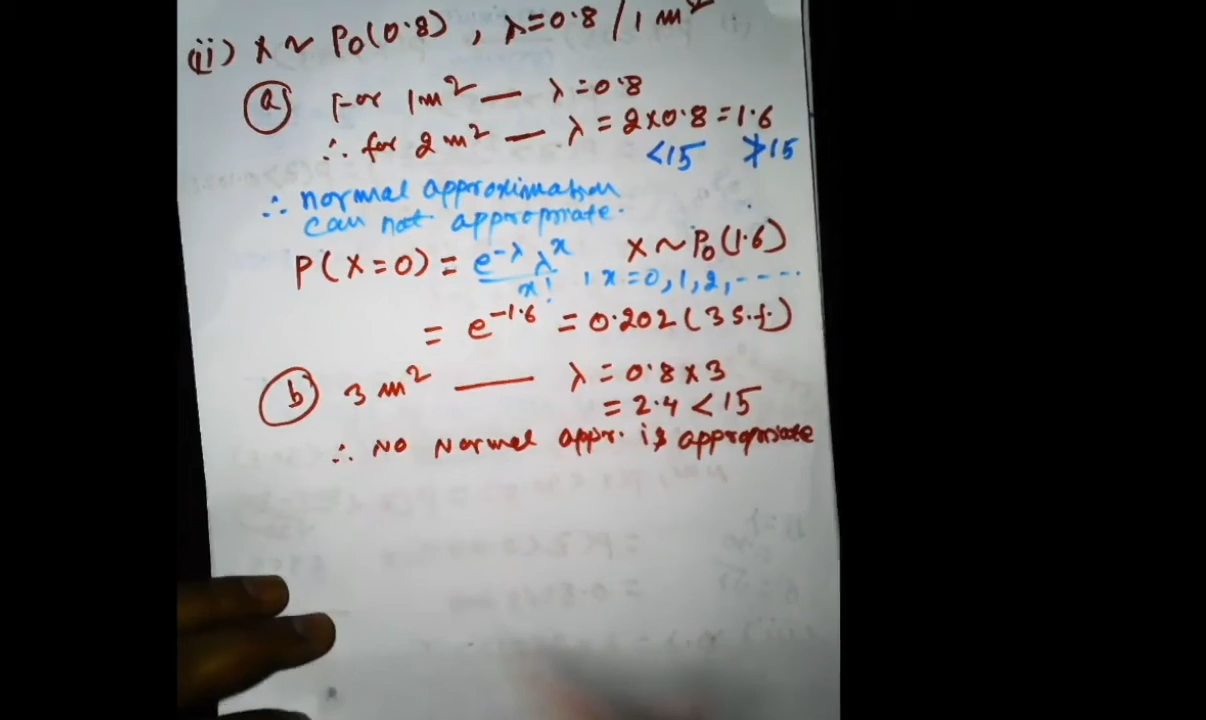 (ii) X ~ Po(0.8), λ=0.8 / 1 m²
(a) For 1m² — λ=0.8
∴ for 2 m² — λ = 2×0.8 = 1.6
<15 ≯15
∴ normal approximation
can not appropriate.
P(X=0) = e^-λ λ^x / x! , x=0,1,2,---- X ~ Po(1.6)
= e^-1.6 = 0.202 (3 s.f.)
(b) 3 m² — λ = 0.8 × 3
= 2.4 < 15
∴ No Normal appr. is appropriate